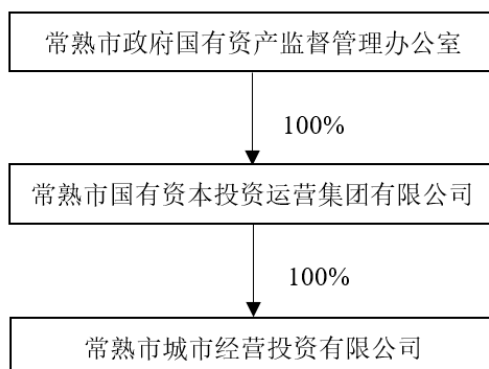 常熟市政府国有资产监督管理办公室
100%
常熟市国有资本投资运营集团有限公司
100%
常熟市城市经营投资有限公司